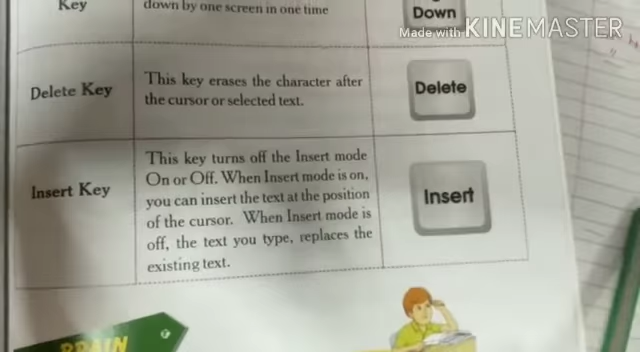 Key
down by one screen in one time
Down
Made with KINEMASTER
Delete Key
This key erases the character after
the cursor or selected text.
Delete
Insert Key
This key turns off the Insert mode
On or Off. When Insert mode is on,
you can insert the text at the position
of the cursor. When Insert mode is
off, the text you type, replaces the
existing text.
Insert
BRAIN